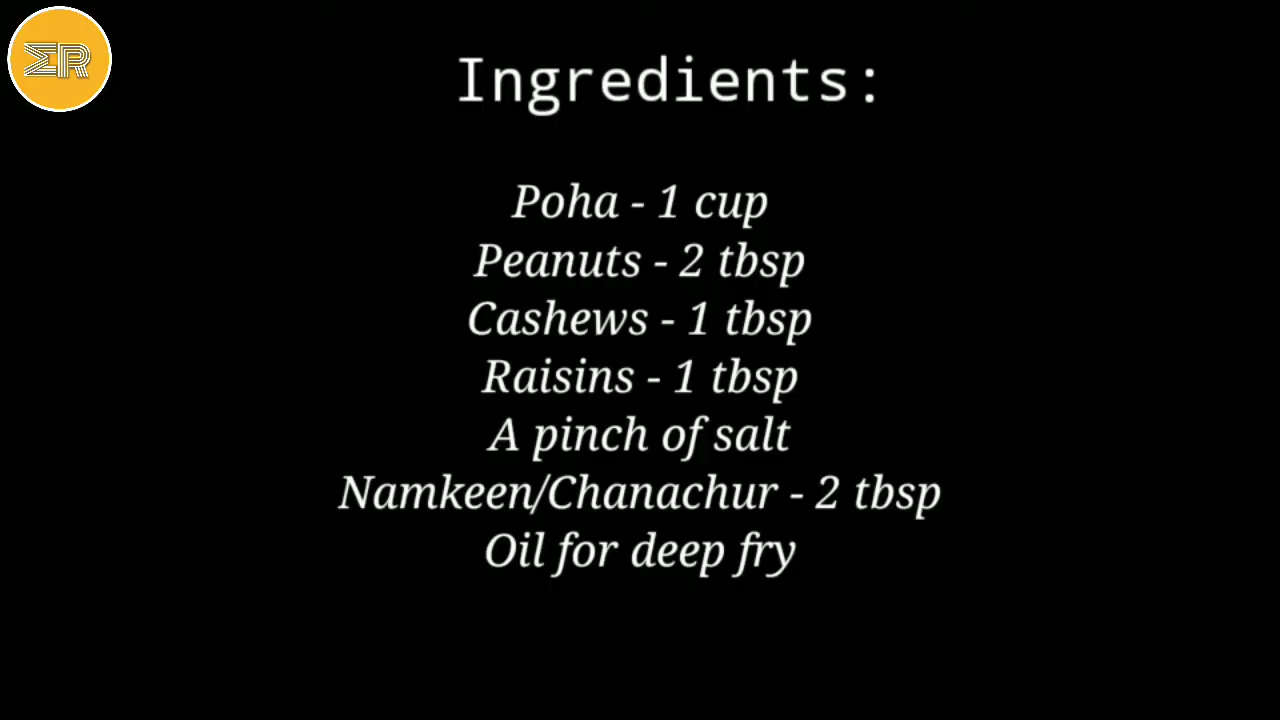 ΣR
Ingredients:
Poha - 1 cup
Peanuts - 2 tbsp
Cashews - 1 tbsp
Raisins - 1 tbsp
A pinch of salt
Namkeen/Chanachur - 2 tbsp
Oil for deep fry